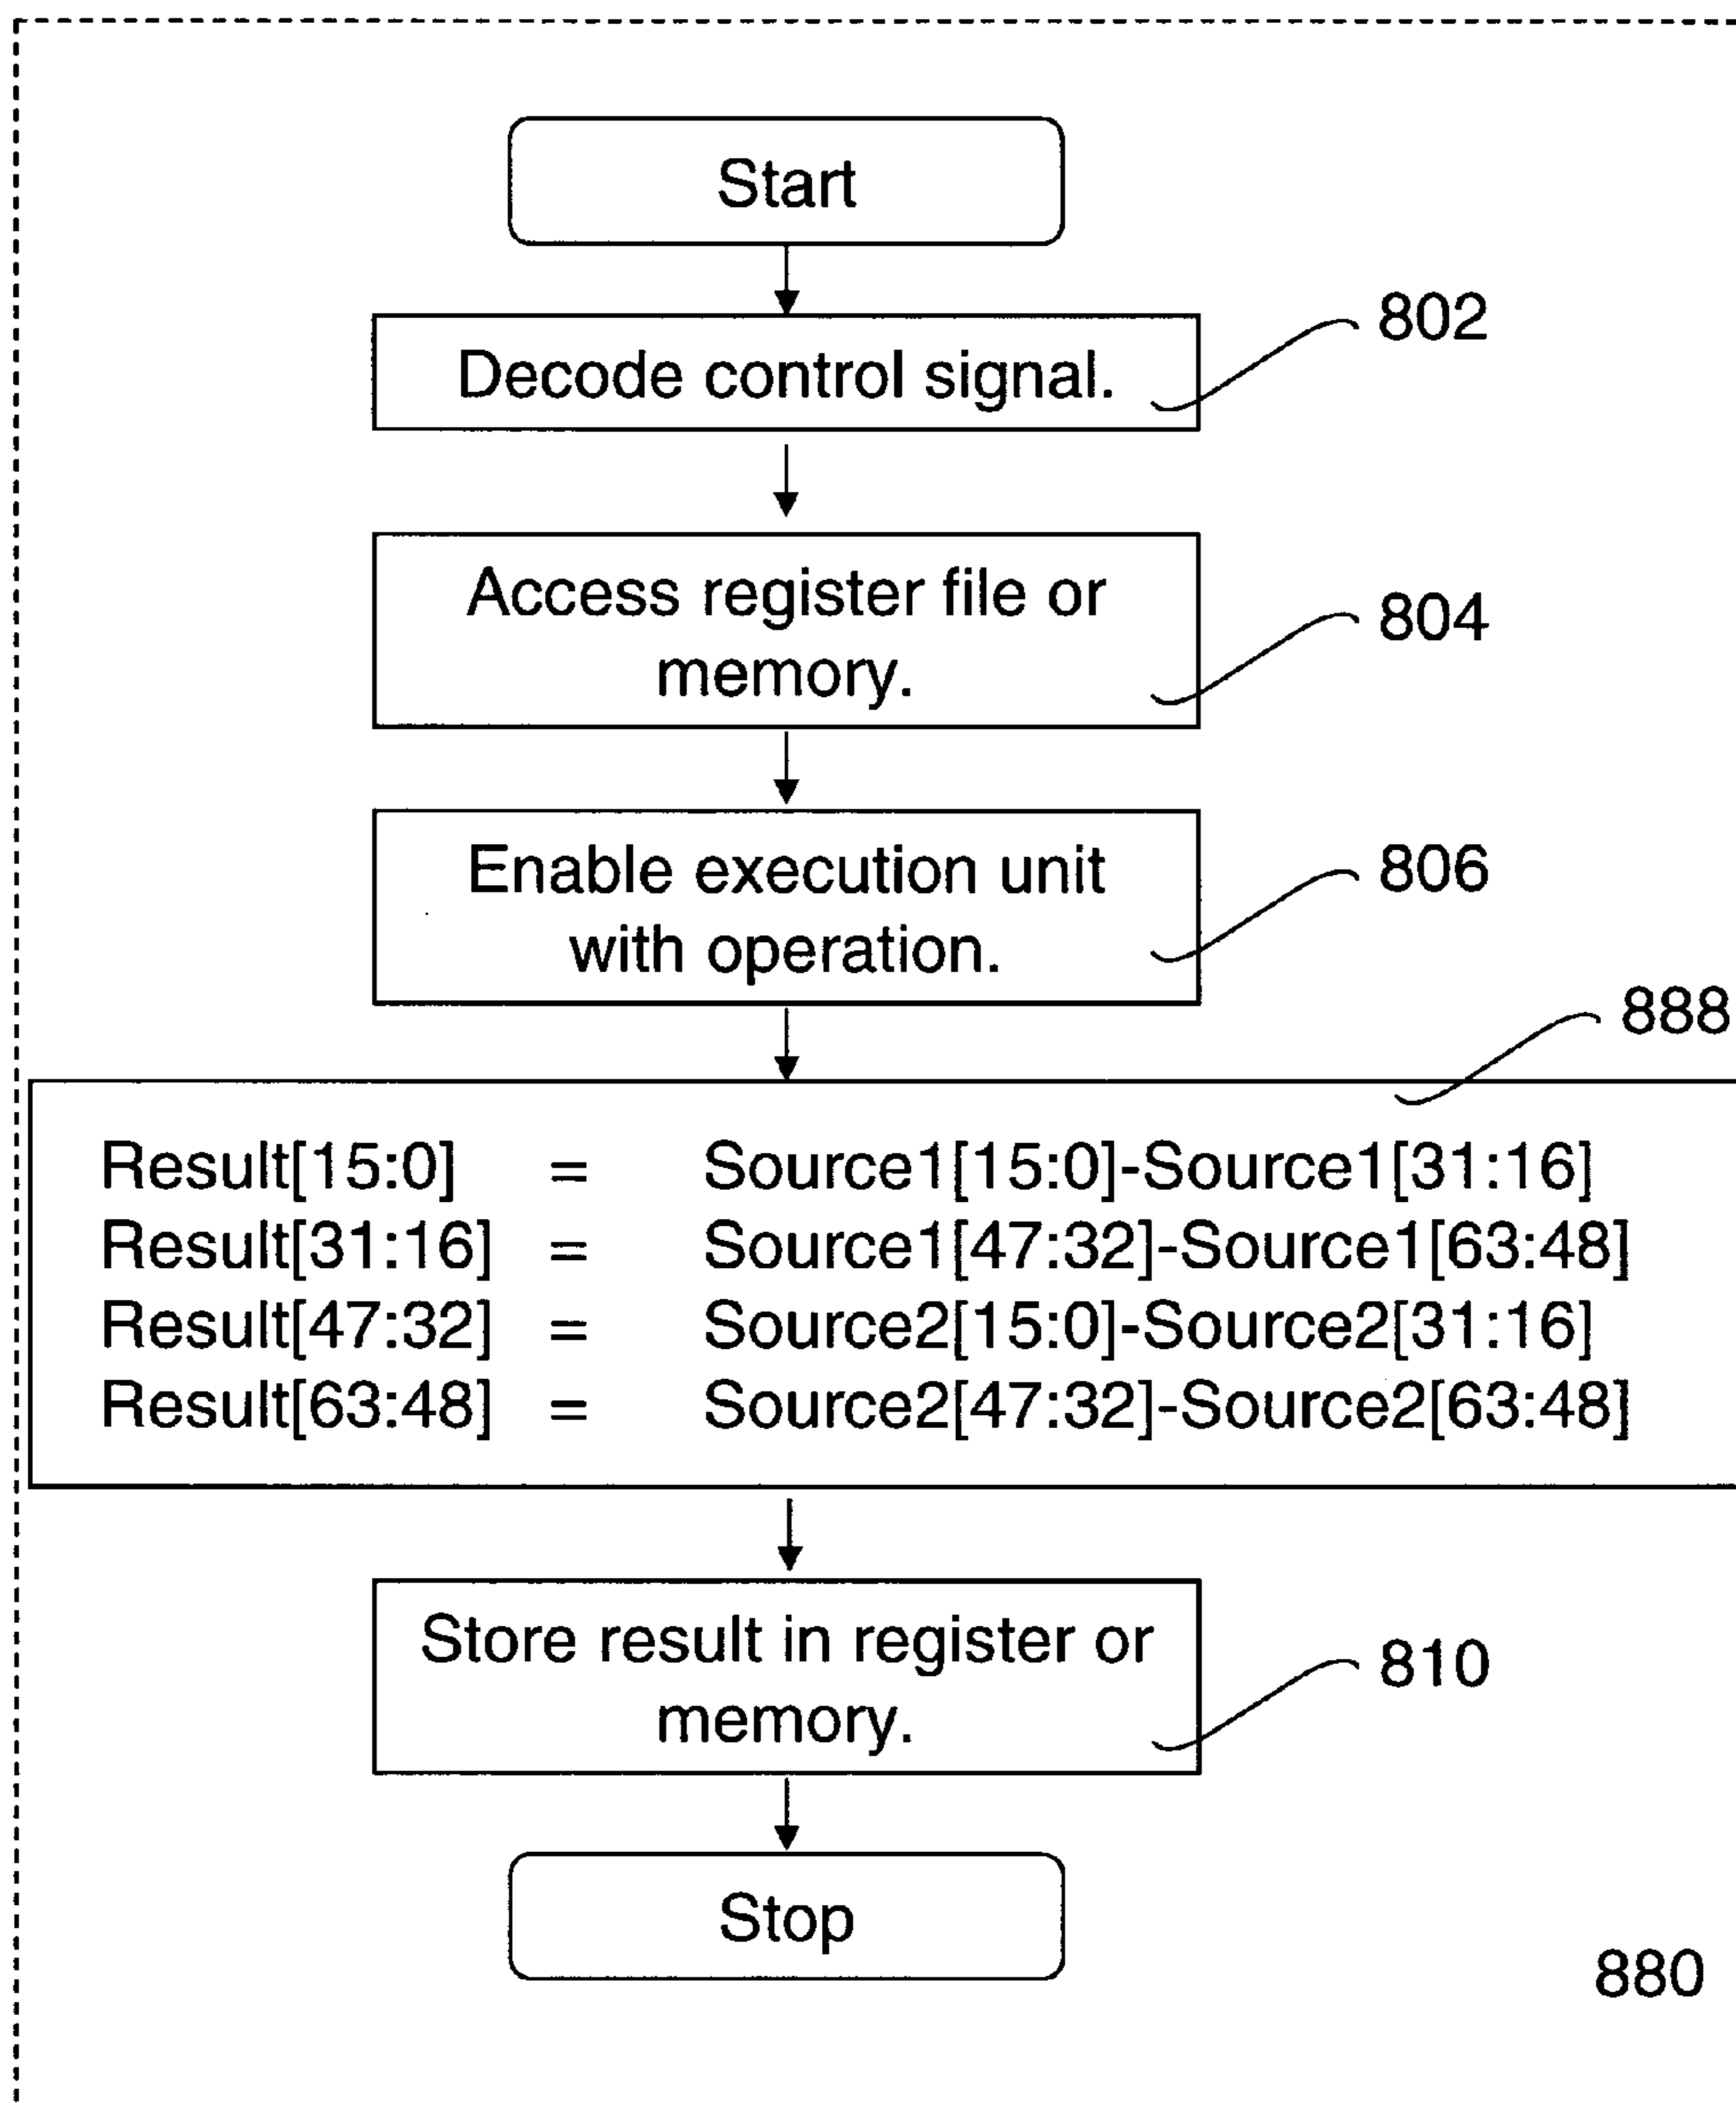 Start
802
Decode control signal.
Access register file or
memory.
804
Enable execution unit
with operation.
806
888
Result[15:0] = Source1[15:0]-Source1[31:16]
Result[31:16] = Source1[47:32]-Source1[63:48]
Result[47:32] = Source2[15:0]-Source2[31:16]
Result[63:48] = Source2[47:32]-Source2[63:48]
Store result in register or
memory.
810
Stop
880